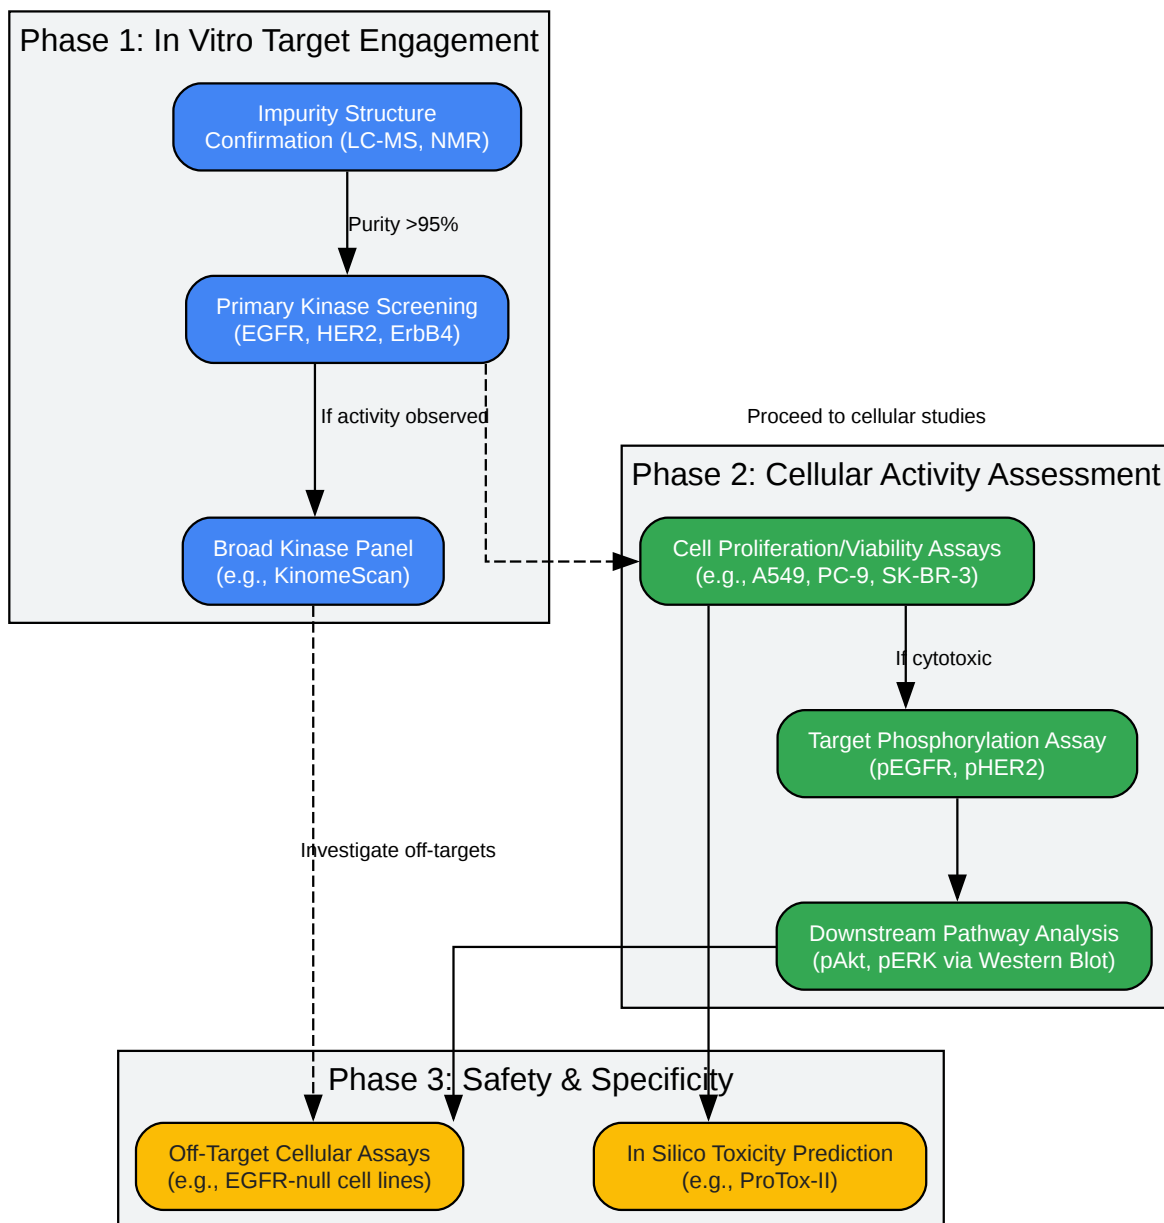 Phase 1: In Vitro Target Engagement
Impurity Structure
Confirmation (LC-MS, NMR)
Purity >95%
Primary Kinase Screening
(EGFR, HER2, ErbB4)
If activity observed
Broad Kinase Panel
(e.g., KinomeScan)
Proceed to cellular studies
Phase 2: Cellular Activity Assessment
Cell Proliferation/Viability Assays
(e.g., A549, PC-9, SK-BR-3)
If cytotoxic
Target Phosphorylation Assay
(pEGFR, pHER2)
Investigate off-targets
Downstream Pathway Analysis
(pAkt, pERK via Western Blot)
Phase 3: Safety & Specificity
Off-Target Cellular Assays
(e.g., EGFR-null cell lines)
In Silico Toxicity Prediction
(e.g., ProTox-II)